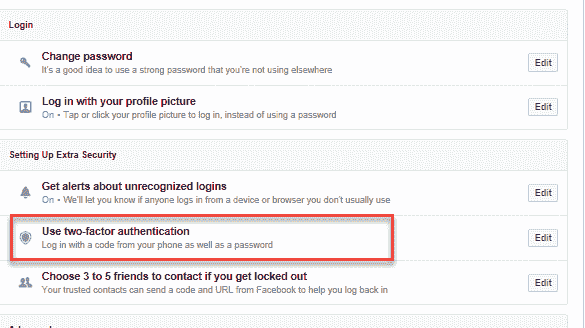 Login
Change password
It's a good idea to use a strong password that you're not using elsewhere
Edit
Log in with your profile picture
On • Tap or click your profile picture to log in, instead of using a password
Edit
Setting Up Extra Security
Get alerts about unrecognized logins
On • We'll let you know if anyone logs in from a device or browser you don't usually use
Edit
Use two-factor authentication
Log in with a code from your phone as well as a password
Edit
Choose 3 to 5 friends to contact if you get locked out
Your trusted contacts can send a code and URL from Facebook to help you log back in
Edit